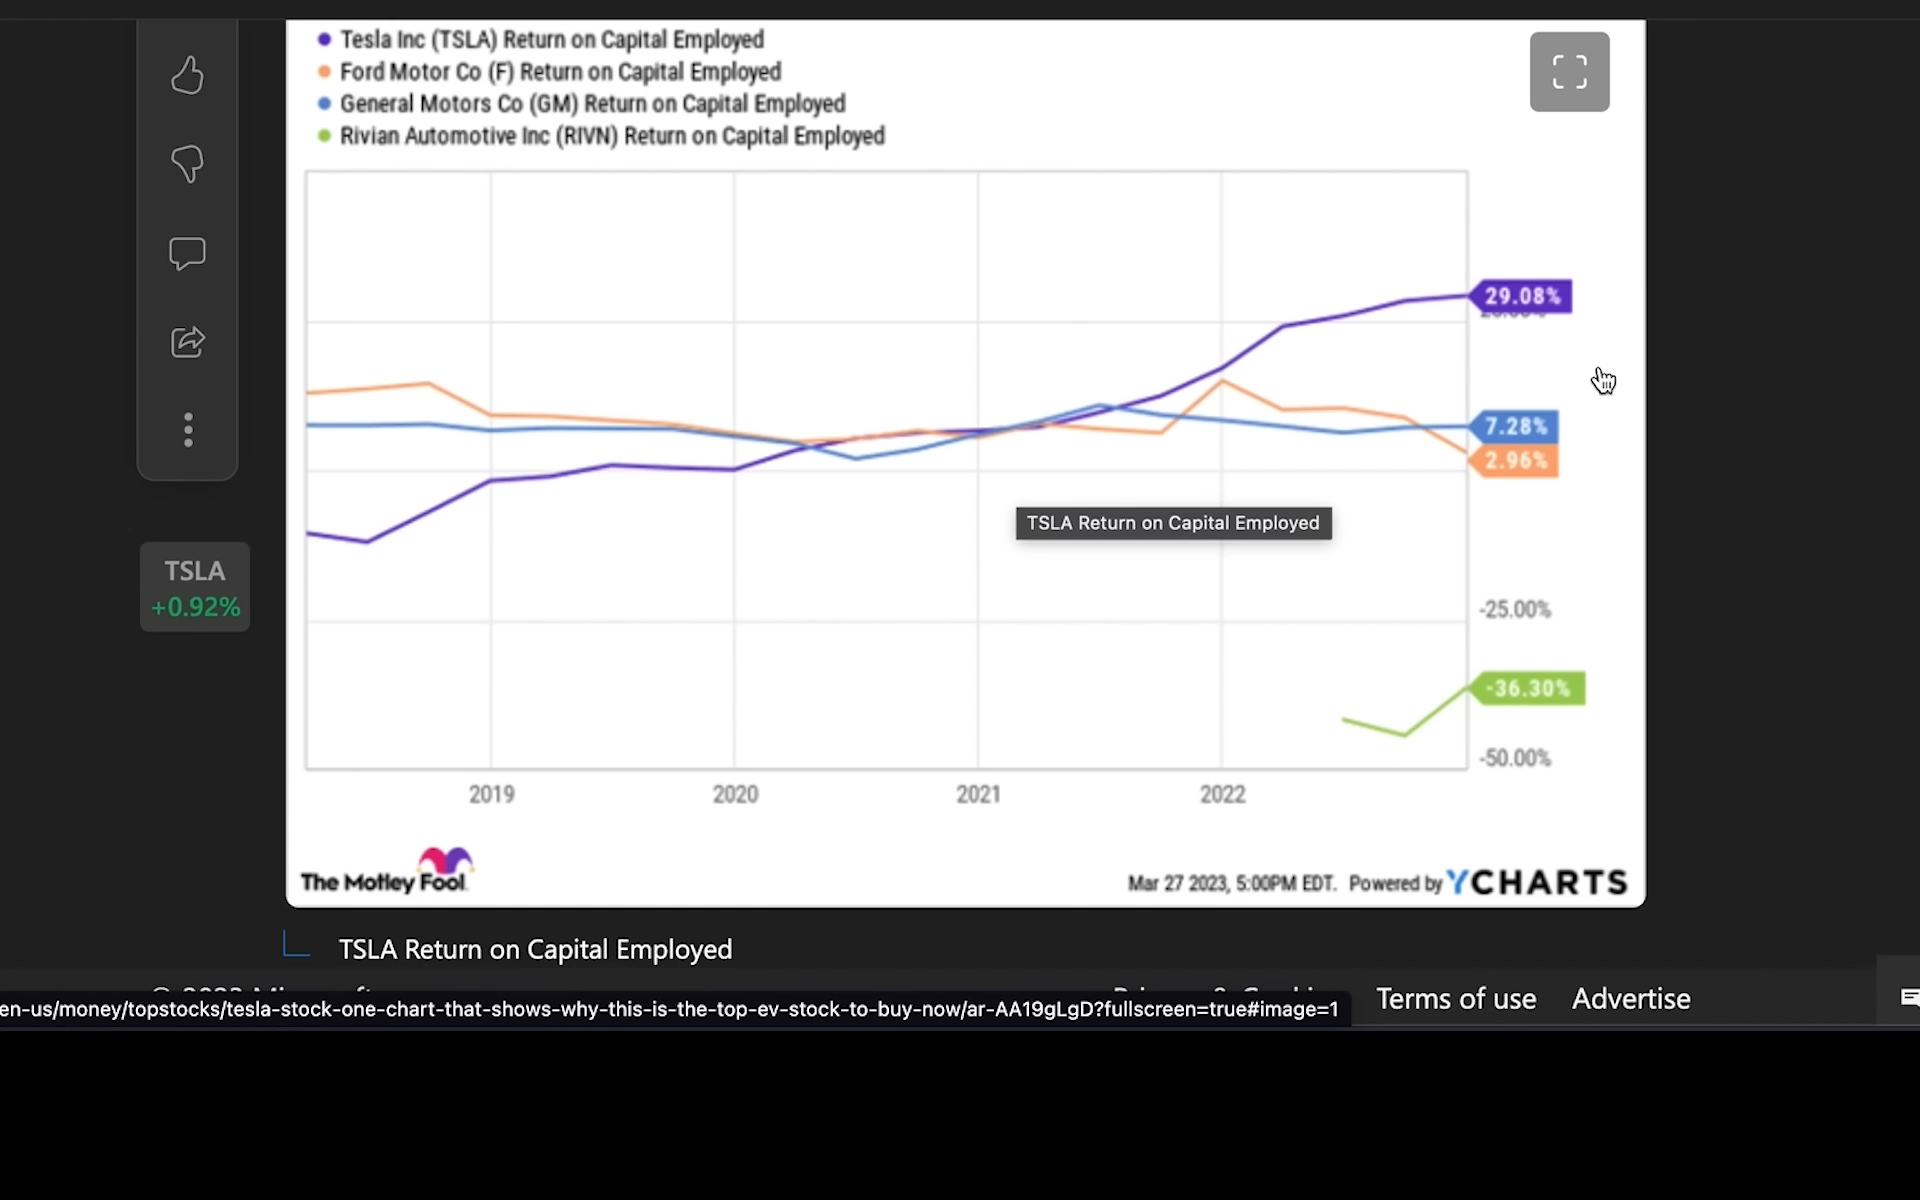 Tesla Inc (TSLA) Return on Capital Employed
Ford Motor Co (F) Return on Capital Employed
General Motors Co (GM) Return on Capital Employed
Rivian Automotive Inc (RIVN) Return on Capital Employed
29.08%
7.28%
2.96%
TSLA Return on Capital Employed
TSLA
+0.92%
-25.00%
-36.30%
-50.00%
2019 2020 2021 2022
The Motley Fool
Mar 27 2023, 5:00PM EDT. Powered by YCHARTS
TSLA Return on Capital Employed
en-us/money/topstocks/tesla-stock-one-chart-that-shows-why-this-is-the-top-ev-stock-to-buy-now/ar-AA19gLgD?fullscreen=true#image=1
Terms of use Advertise